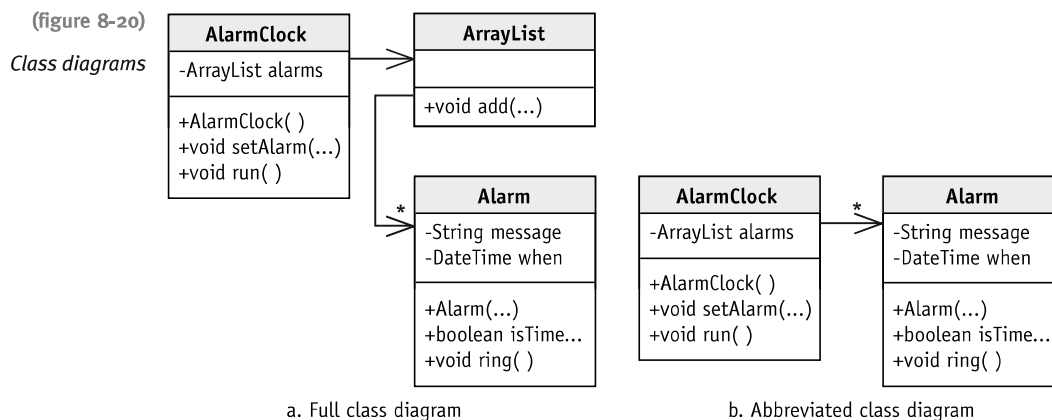 (figure 8-20)
Class diagrams
AlarmClock
-ArrayList alarms
+AlarmClock( )
+void setAlarm(...)
+void run( )
ArrayList
+void add(...)
*
Alarm
-String message
-DateTime when
+Alarm(...)
+boolean isTime...
+void ring( )
a. Full class diagram
AlarmClock
-ArrayList alarms
+AlarmClock( )
+void setAlarm(...)
+void run( )
*
Alarm
-String message
-DateTime when
+Alarm(...)
+boolean isTime...
+void ring( )
b. Abbreviated class diagram